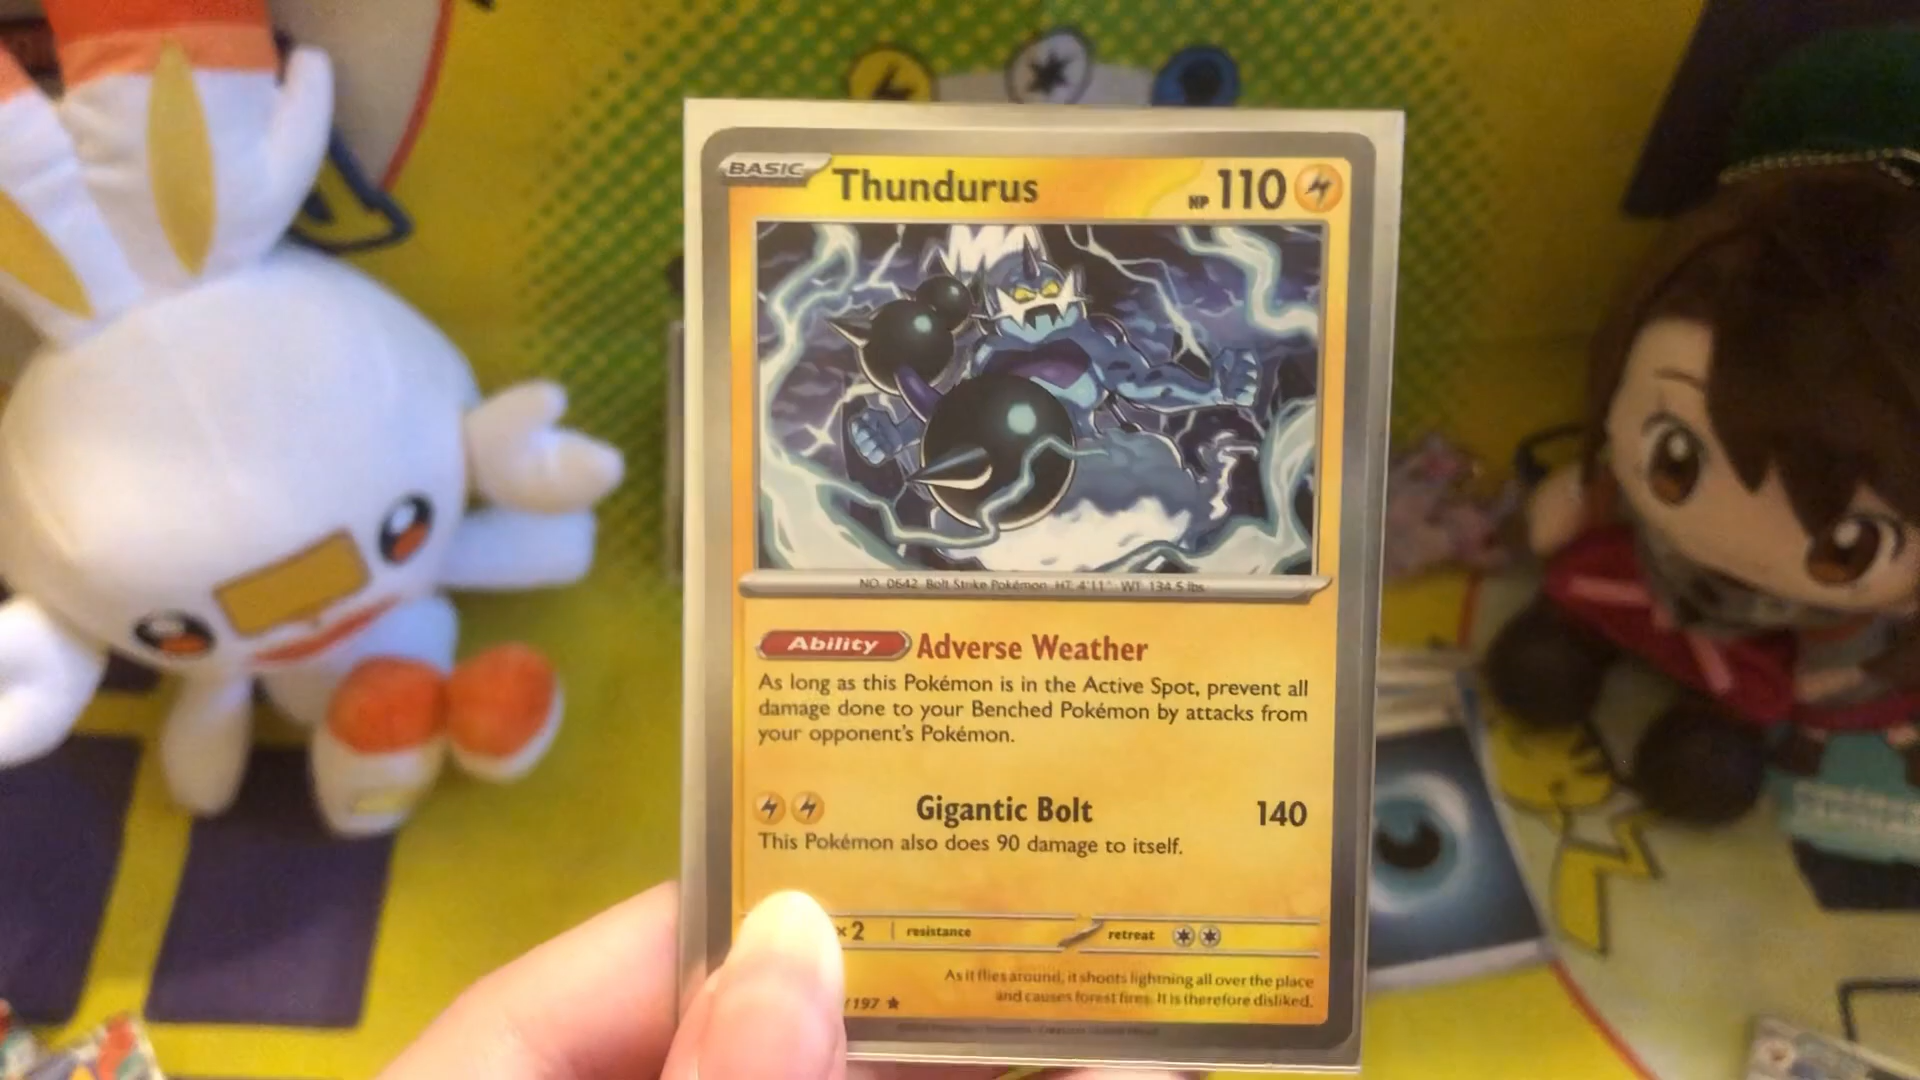 BASIC Thundurus HP 110
NO. 0642 Bolt Strike Pokémon HT: 4'11" WT: 134.5 lbs.
Ability Adverse Weather
As long as this Pokémon is in the Active Spot, prevent all
damage done to your Benched Pokémon by attacks from
your opponent's Pokémon.
Gigantic Bolt 140
This Pokémon also does 90 damage to itself.
×2 resistance retreat
As it flies around, it shoots lightning all over the place
and causes forest fires. It is therefore disliked.
/197 ★